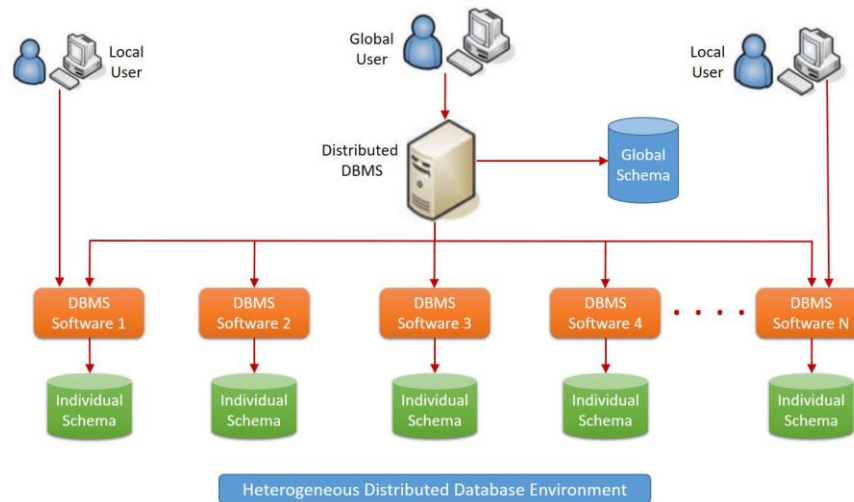 Local
User
Global
User
Local
User
Distributed
DBMS
Global
Schema
DBMS
Software 1
DBMS
Software 2
DBMS
Software 3
DBMS
Software 4
DBMS
Software N
Individual
Schema
Individual
Schema
Individual
Schema
Individual
Schema
Individual
Schema
Heterogeneous Distributed Database Environment